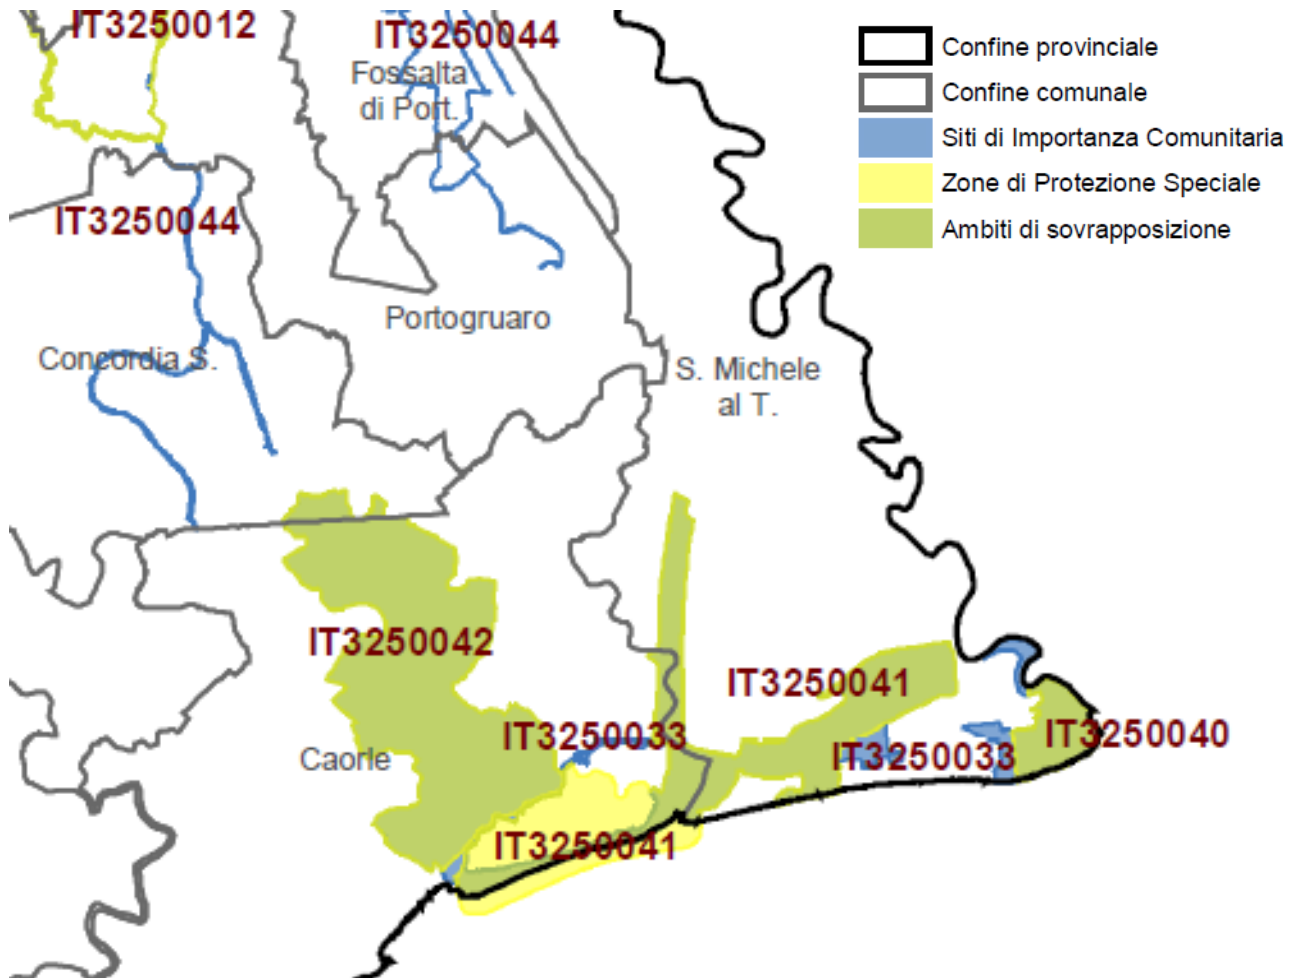 IT3250012
IT3250044
Fossalta
di Port.
Confine provinciale
Confine comunale
Siti di Importanza Comunitaria
Zone di Protezione Speciale
Ambiti di sovrapposizione
IT3250044
Portogruaro
Concordia S.
S. Michele
al T.
IT3250042
IT3250041
IT3250033
IT3250040
IT3250033
Caorle
IT3250041